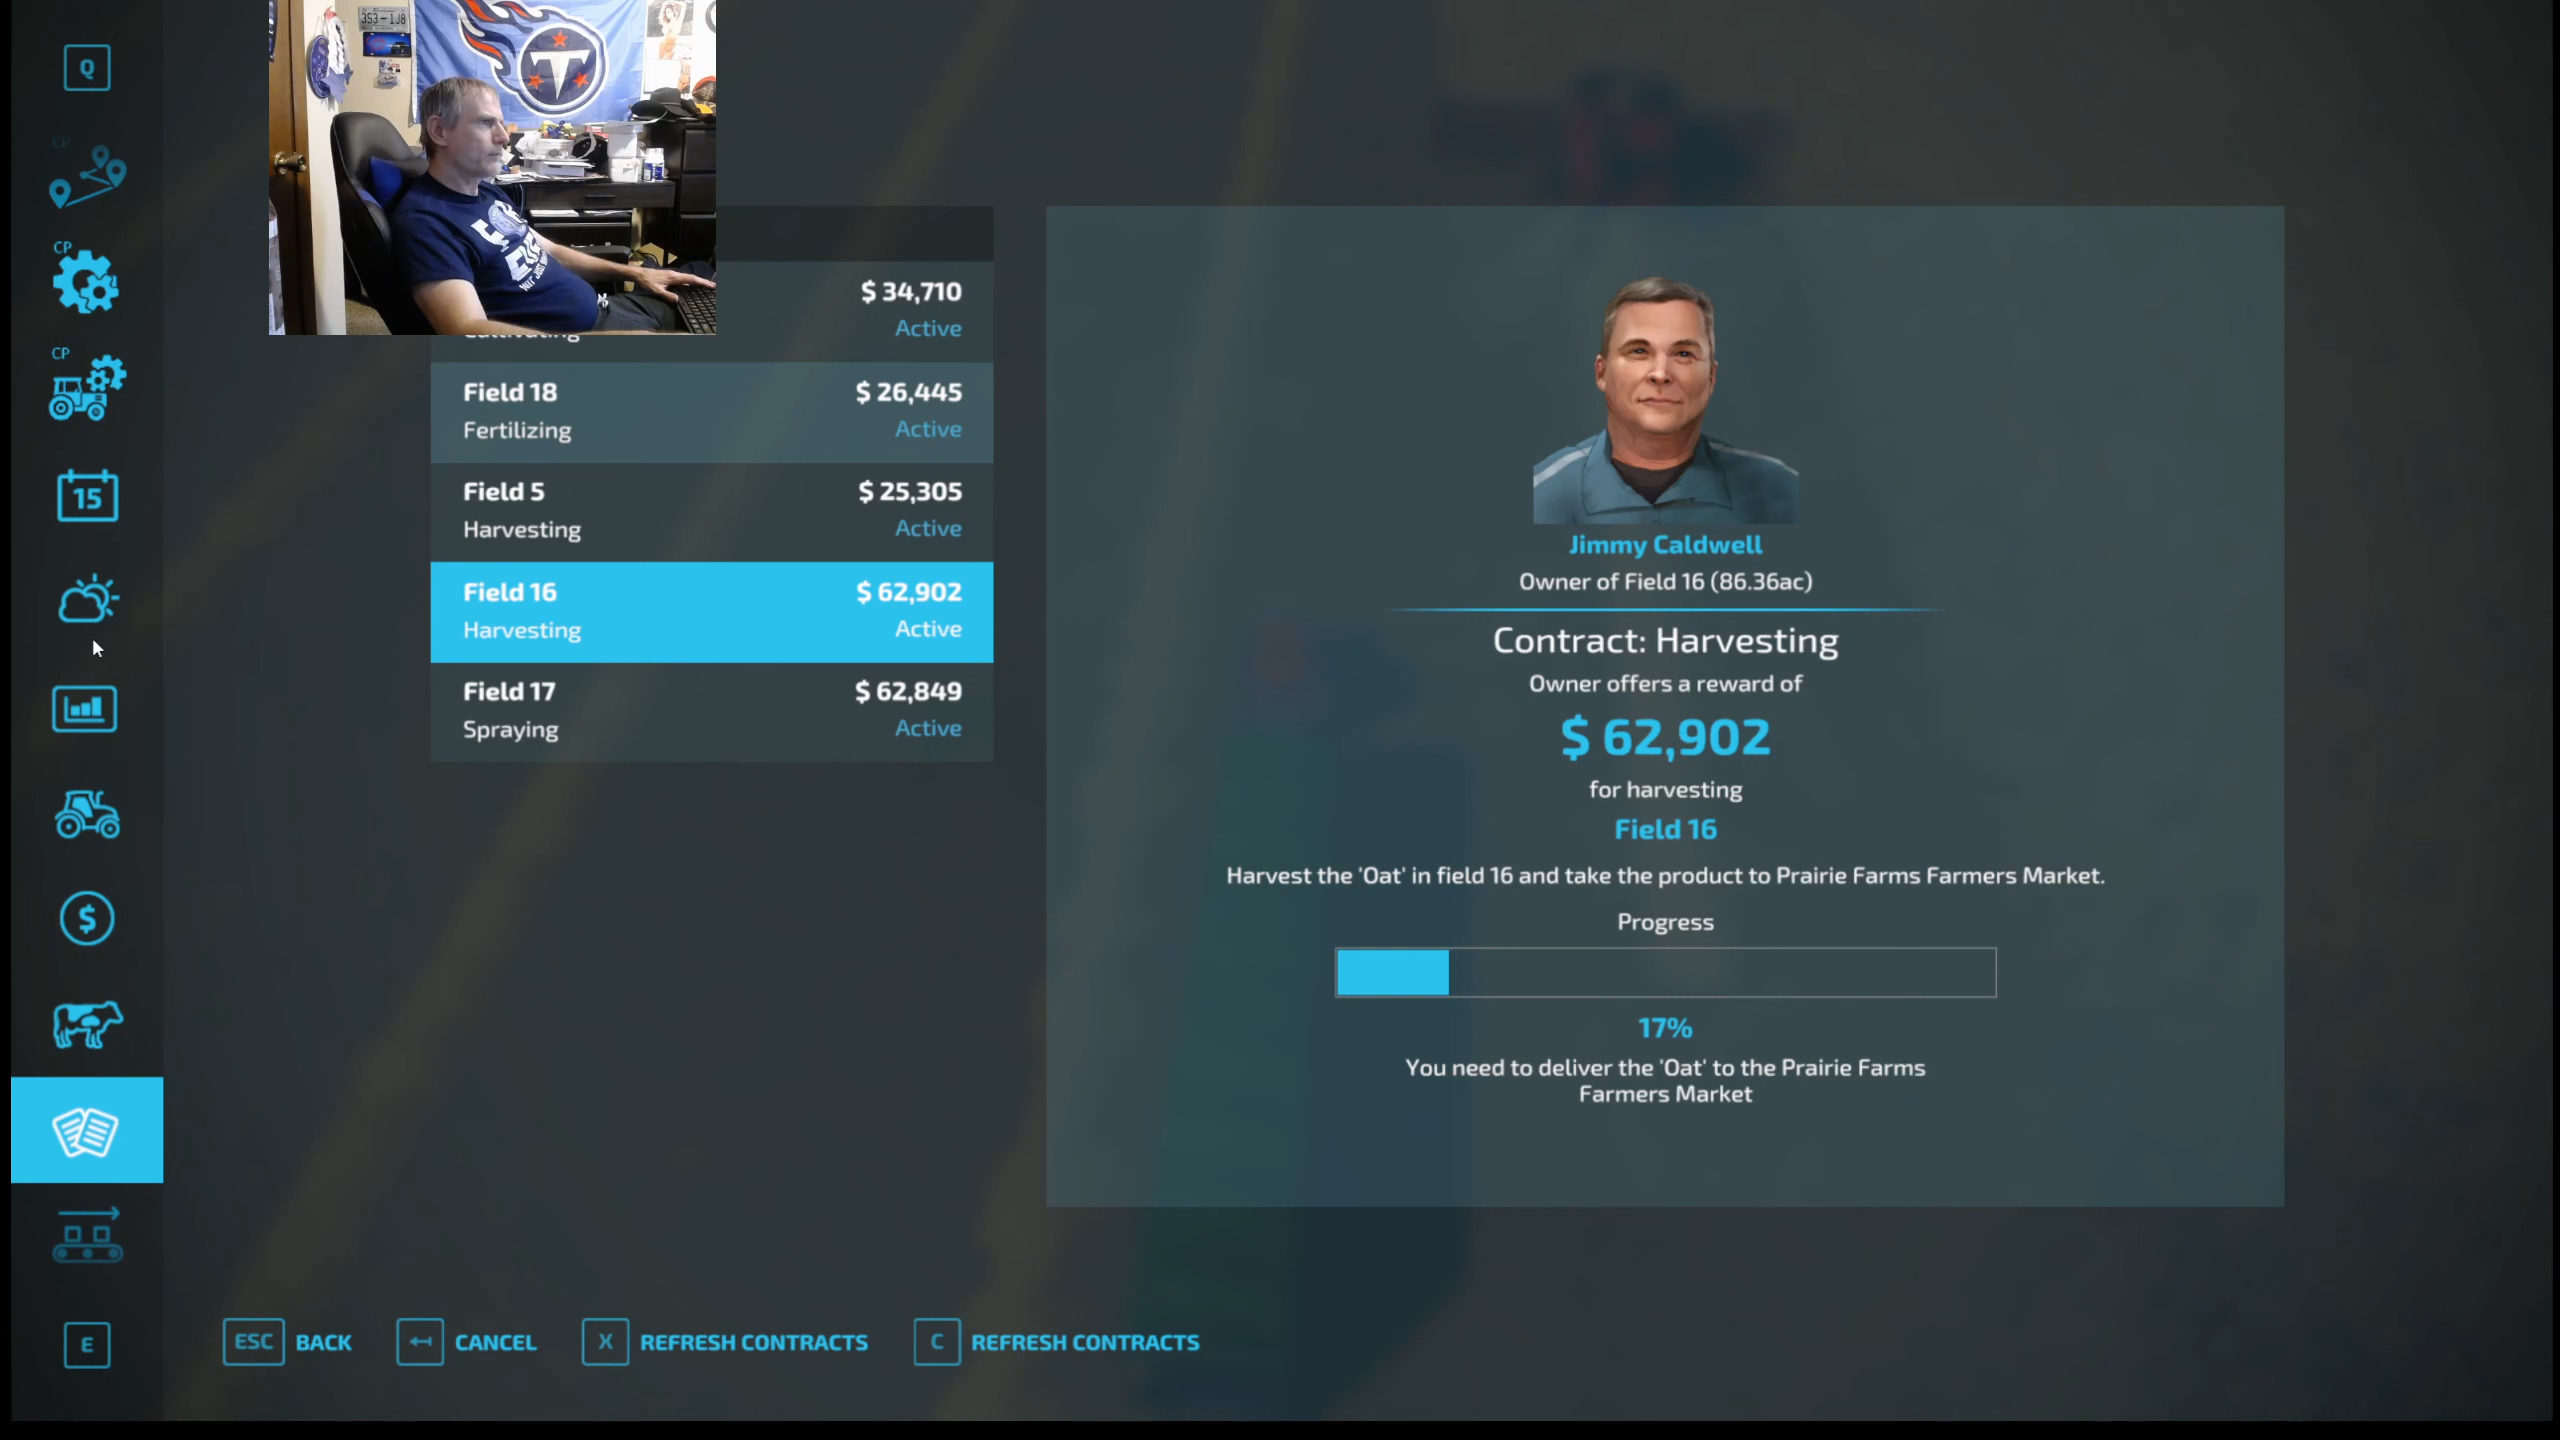 Q
353-1J8
CP
CP
CP
15
$ 34,710
Active
Cultivating
Field 18
$ 26,445
Fertilizing
Active
Field 5
$ 25,305
Harvesting
Active
Field 16
$ 62,902
Harvesting
Active
Field 17
$ 62,849
Spraying
Active
Jimmy Caldwell
Owner of Field 16 (86.36ac)
Contract: Harvesting
Owner offers a reward of
$ 62,902
for harvesting
Field 16
Harvest the 'Oat' in field 16 and take the product to Prairie Farms Farmers Market.
Progress
17%
You need to deliver the 'Oat' to the Prairie Farms
Farmers Market
$
E
ESC BACK
CANCEL
X REFRESH CONTRACTS
C REFRESH CONTRACTS